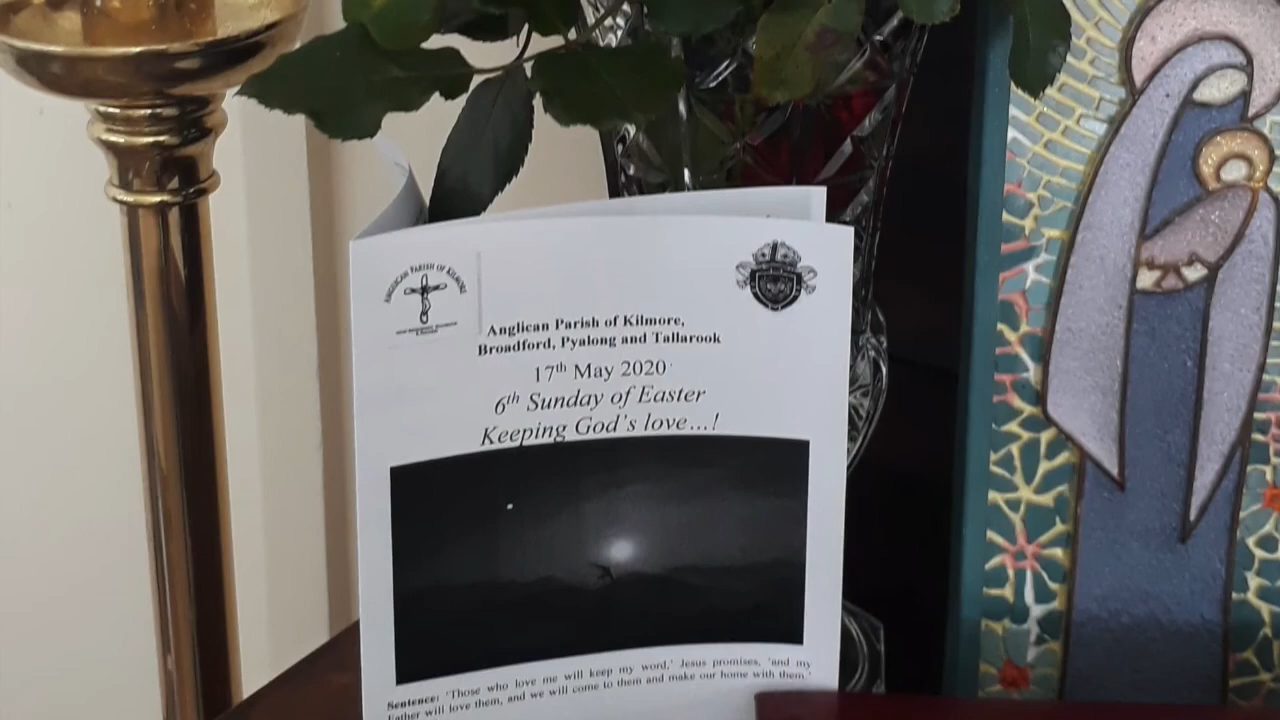 ANGLICAN PARISH OF KILMORE
Anglican Parish of Kilmore,
Broadford, Pyalong and Tallarook
17th May 2020
6th Sunday of Easter
Keeping God's love...!
Sentence: 'Those who love me will keep my word,' Jesus promises, 'and my
Father will love them, and we will come to them and make our home with them.'